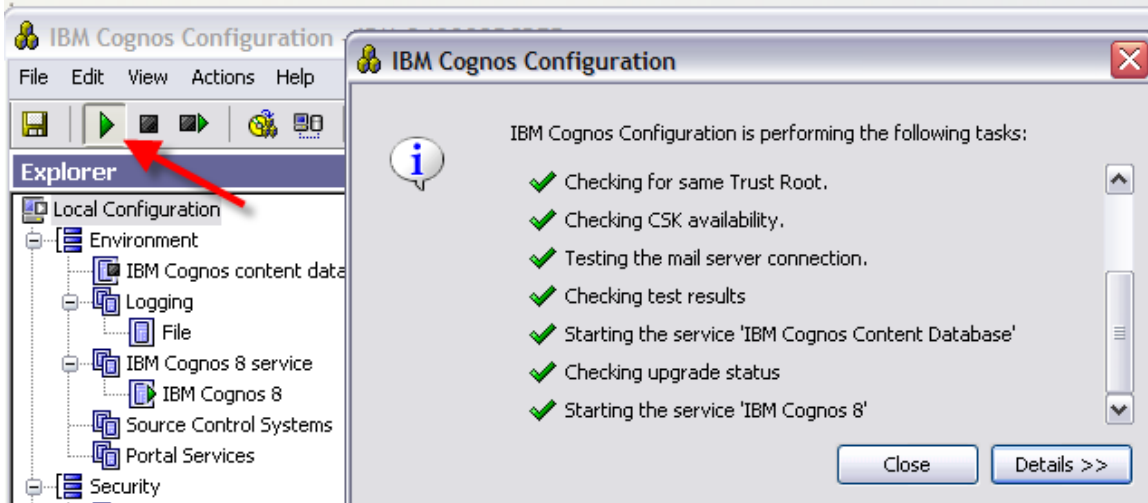 IBM Cognos Configuration
IBM Cognos Configuration
File Edit View Actions Help
IBM Cognos Configuration is performing the following tasks:
Explorer
Checking for same Trust Root.
Local Configuration
Checking CSK availability.
Environment
Testing the mail server connection.
IBM Cognos content data
Checking test results
Logging
File
Starting the service 'IBM Cognos Content Database'
IBM Cognos 8 service
Checking upgrade status
IBM Cognos 8
Starting the service 'IBM Cognos 8'
Source Control Systems
Portal Services
Close Details >>
Security